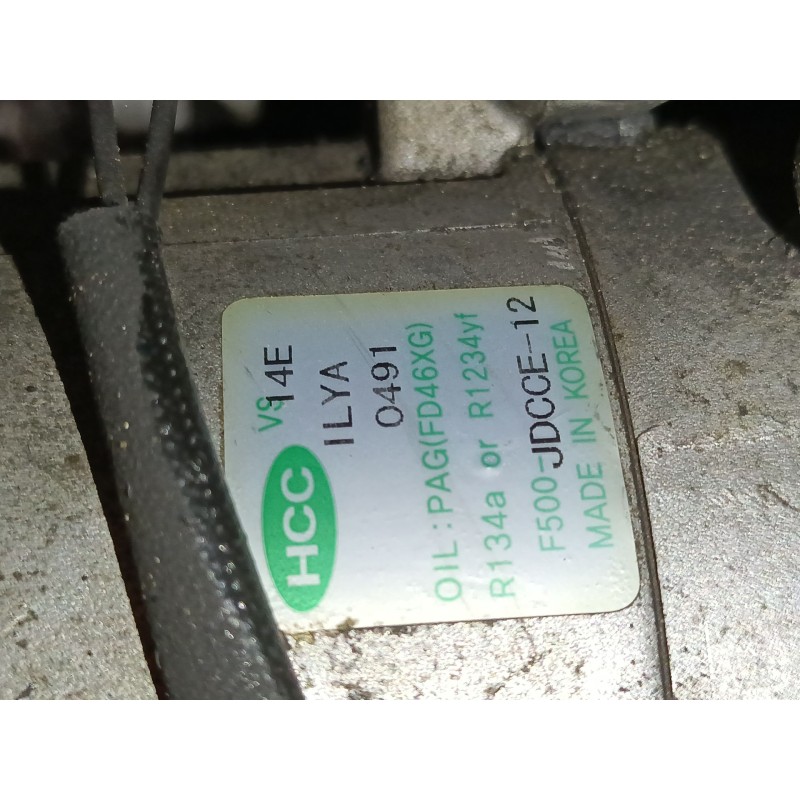 VS14E
HCC
ILYA
0491
OIL : PAG(FD46XG)
R134a or R1234yf
F500-JDCCE-12
MADE IN KOREA